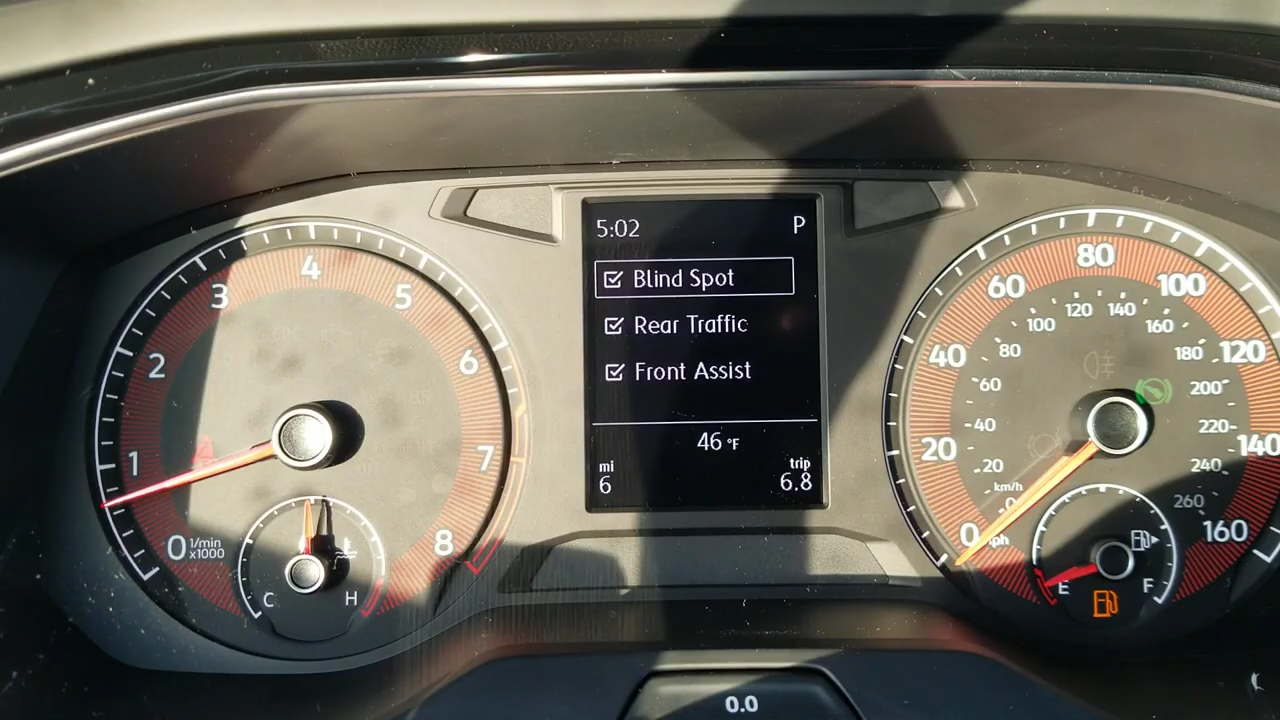 5:02 P
Blind Spot
Rear Traffic
Front Assist
46 °F
mi trip
6 6.8
0 1 2 3 4 5 6 7 8
1/min
x1000
C H
0 20 40 60 80 100 120 140 160
mph
20 40 60 80 100 120 140 160 180 200 220 240 260
km/h
0
E F
0.0